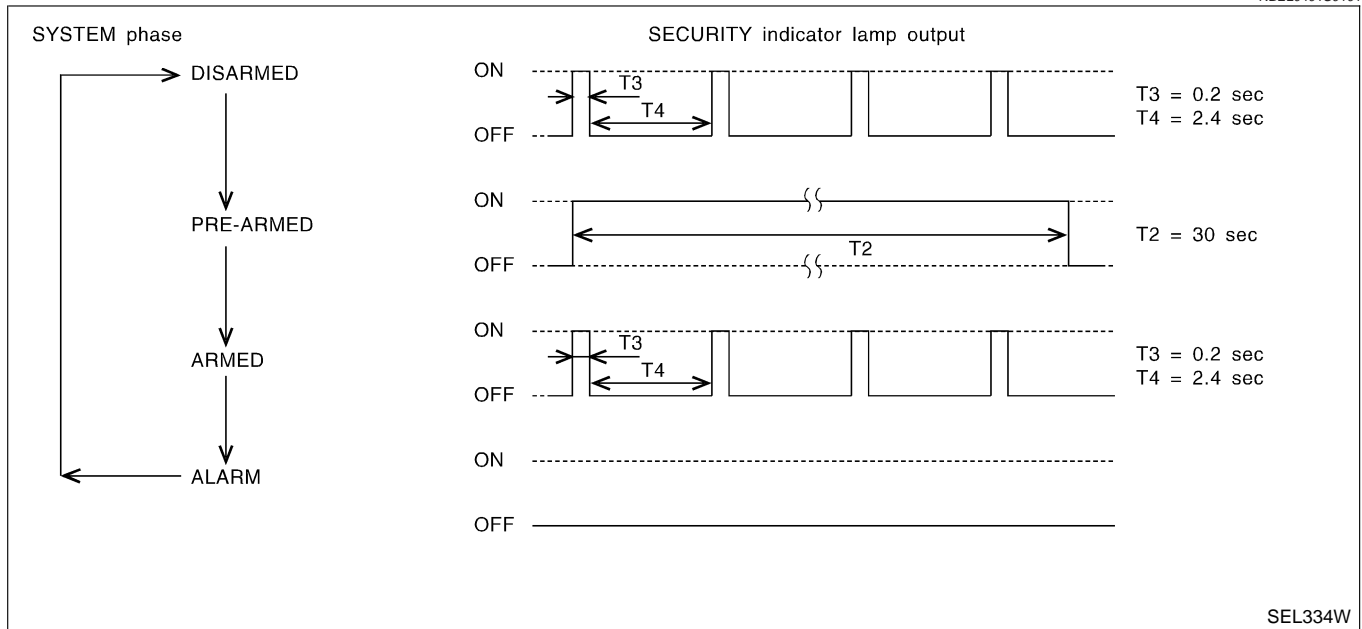 SYSTEM phase
SECURITY indicator lamp output
DISARMED
ON
OFF
T3
T4
T3 = 0.2 sec
T4 = 2.4 sec
PRE-ARMED
ON
OFF
T2
T2 = 30 sec
ARMED
ON
OFF
T3
T4
T3 = 0.2 sec
T4 = 2.4 sec
ALARM
ON
OFF
SEL334W